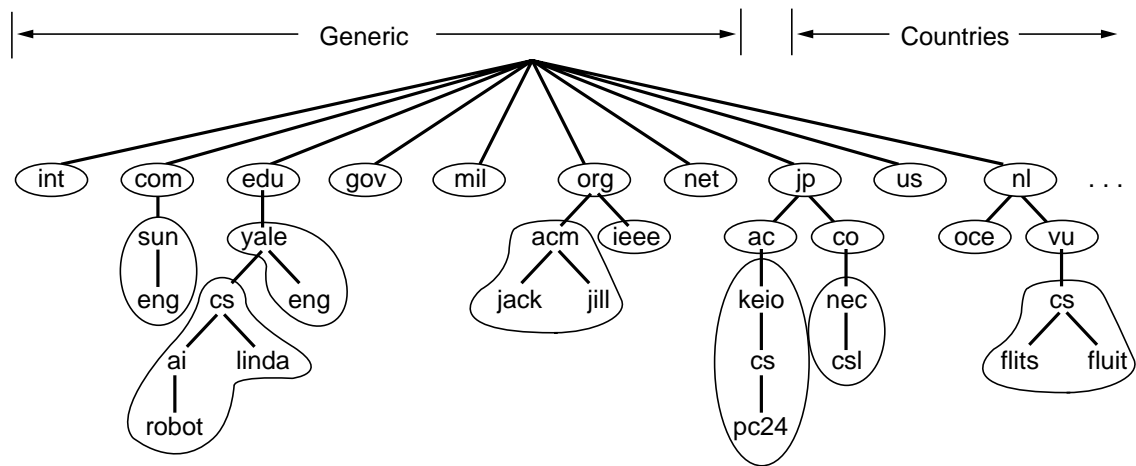 Generic Countries
int com edu gov mil org net jp us nl . . .
sun yale acm ieee ac co oce vu
eng cs eng jack jill keio nec cs
ai linda cs csl flits fluit
robot pc24